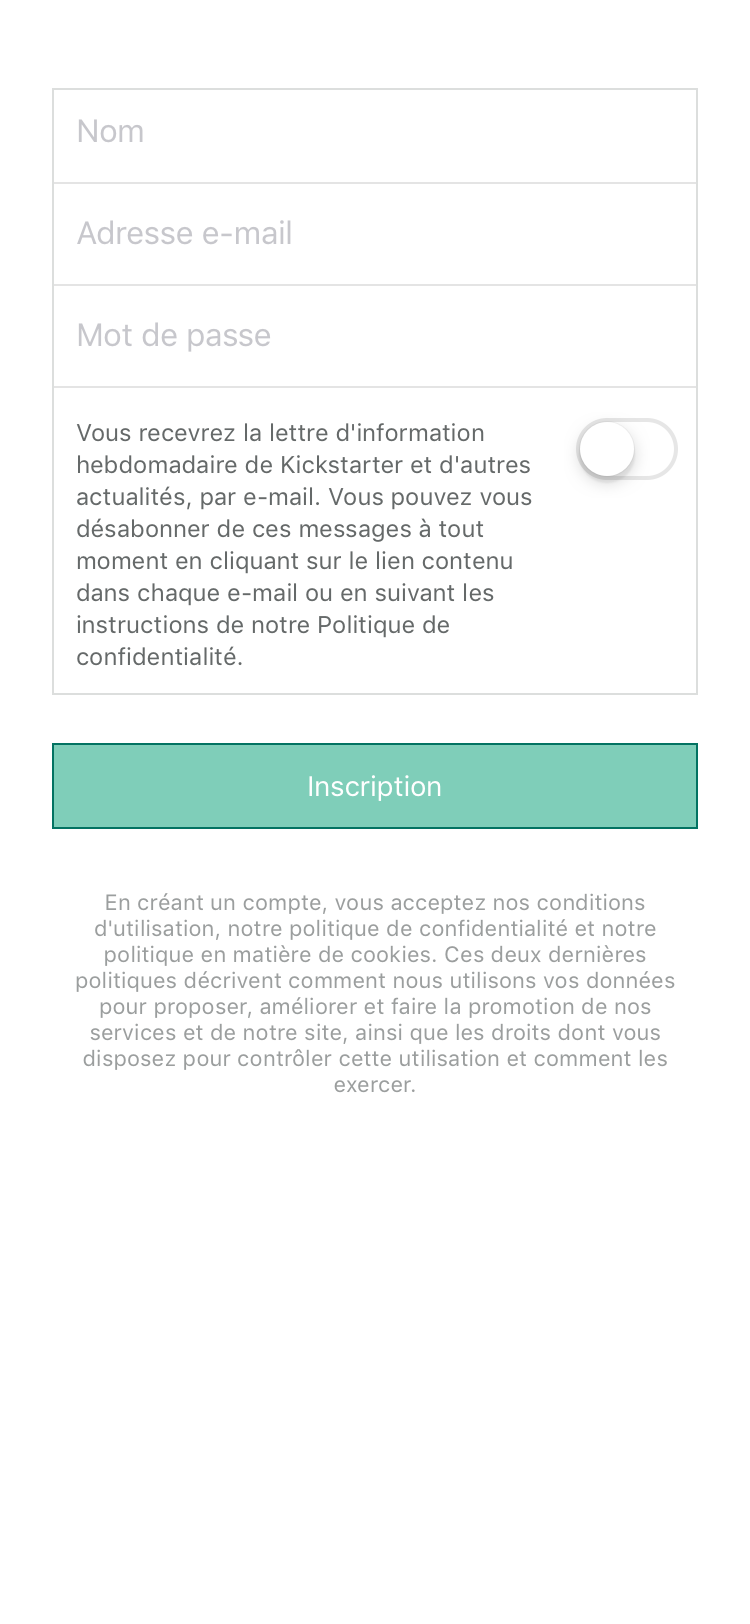 Nom
Adresse e-mail
Mot de passe
Vous recevrez la lettre d'information
hebdomadaire de Kickstarter et d'autres
actualités, par e-mail. Vous pouvez vous
désabonner de ces messages à tout
moment en cliquant sur le lien contenu
dans chaque e-mail ou en suivant les
instructions de notre Politique de
confidentialité.
Inscription
En créant un compte, vous acceptez nos conditions
d'utilisation, notre politique de confidentialité et notre
politique en matière de cookies. Ces deux dernières
politiques décrivent comment nous utilisons vos données
pour proposer, améliorer et faire la promotion de nos
services et de notre site, ainsi que les droits dont vous
disposez pour contrôler cette utilisation et comment les
exercer.